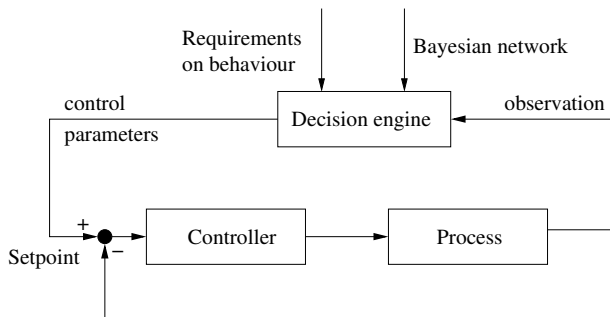 Requirements
on behaviour
Bayesian network
control
parameters
Decision engine
observation
+
−
Setpoint
Controller
Process